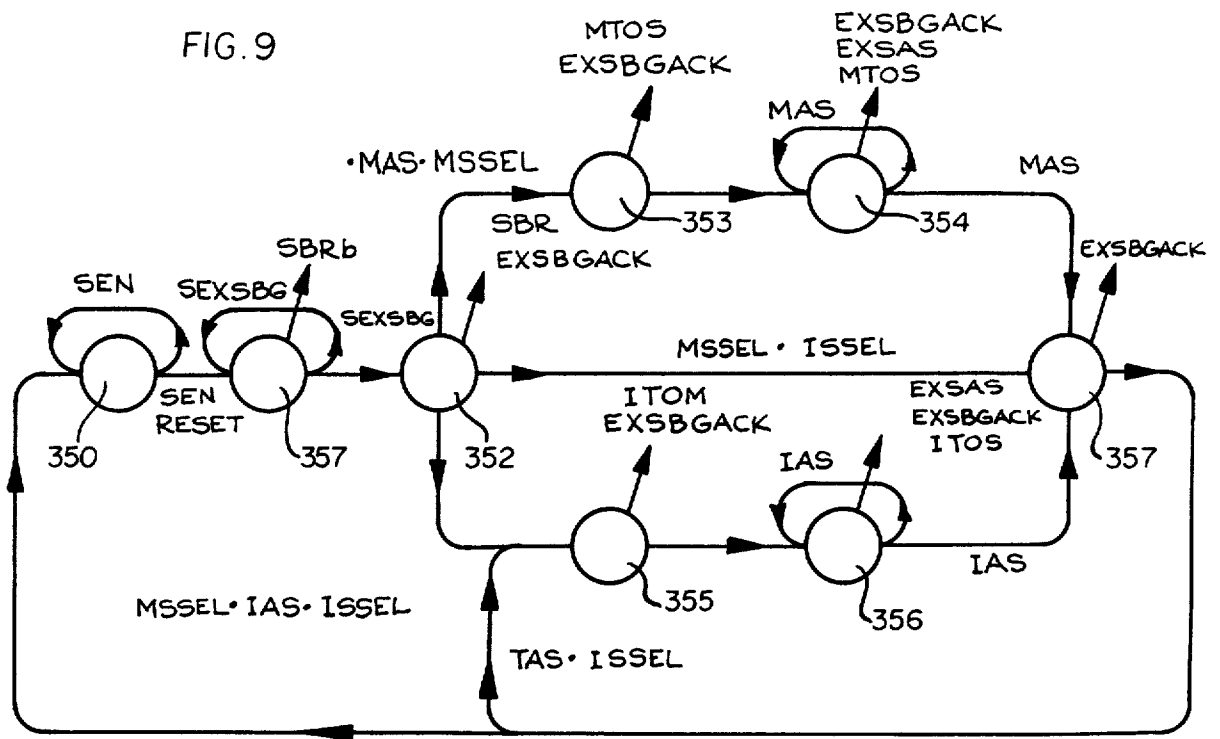 FIG. 9
MTOS
EXSBGACK
EXSBGACK
EXSAS
MTOS
MAS
•MAS• MSSEL
MAS
353
354
SBR
SBRb
EXSBGACK
EXSBGACK
SEN
SEXSBG
SEXSBG
MSSEL • ISSEL
SEN
RESET
ITOM
EXSBGACK
EXSAS
EXSBGACK
ITOS
350
357
352
357
IAS
IAS
MSSEL• IAS• ISSEL
355
356
TAS • ISSEL